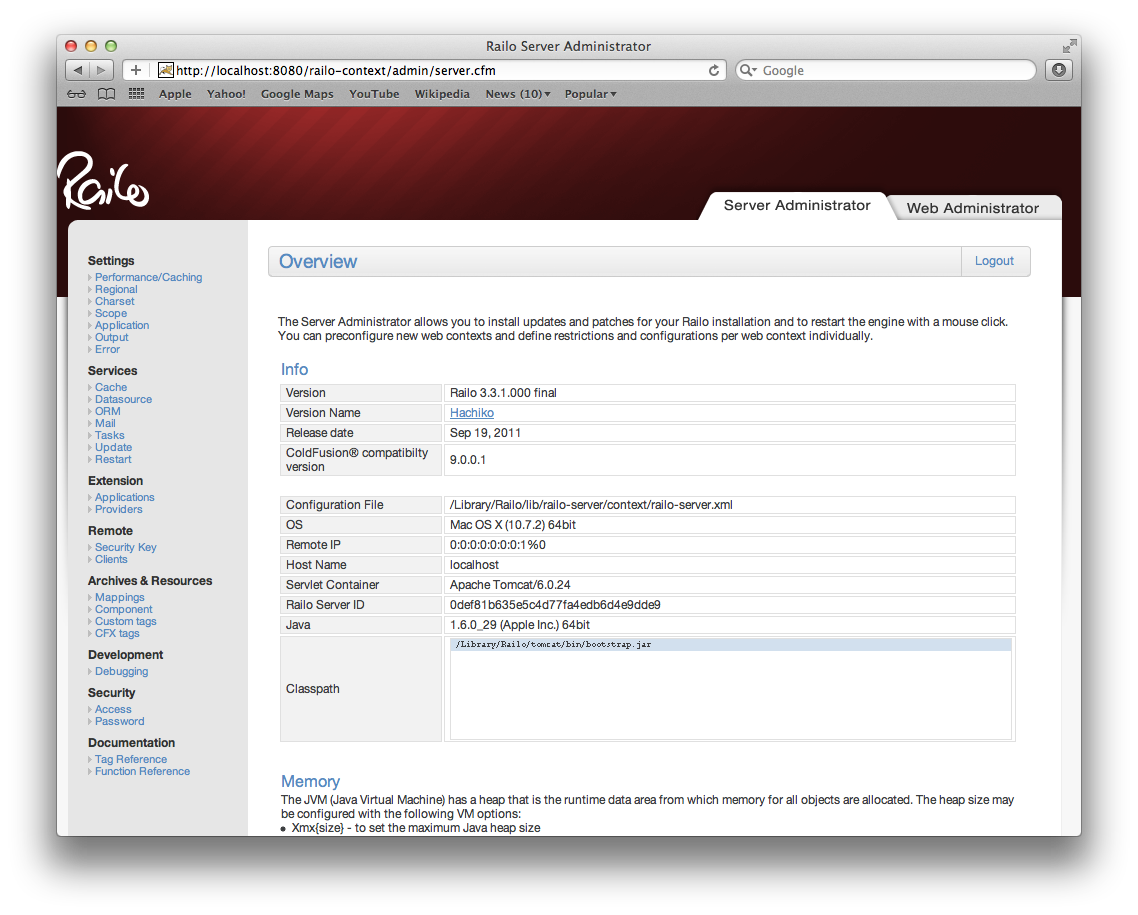 Railo Server Administrator
http://localhost:8080/railo-context/admin/server.cfm
Google
Apple Yahoo! Google Maps YouTube Wikipedia News (10) Popular
Railo
Server Administrator
Web Administrator
Settings
Performance/Caching
Regional
Charset
Scope
Application
Output
Error
Services
Cache
Datasource
ORM
Mail
Tasks
Update
Restart
Extension
Applications
Providers
Remote
Security Key
Clients
Archives & Resources
Mappings
Component
Custom tags
CFX tags
Development
Debugging
Security
Access
Password
Documentation
Tag Reference
Function Reference
Overview
Logout
The Server Administrator allows you to install updates and patches for your Railo installation and to restart the engine with a mouse click.
You can preconfigure new web contexts and define restrictions and configurations per web context individually.
Info
Version Railo 3.3.1.000 final
Version Name Hachiko
Release date Sep 19, 2011
ColdFusion® compatibilty
version
9.0.0.1
Configuration File /Library/Railo/lib/railo-server/context/railo-server.xml
OS Mac OS X (10.7.2) 64bit
Remote IP 0:0:0:0:0:0:0:1%0
Host Name localhost
Servlet Container Apache Tomcat/6.0.24
Railo Server ID 0def81b635e5c4d77fa4edb6d4e9dde9
Java 1.6.0_29 (Apple Inc.) 64bit
Classpath
/Library/Railo/tomcat/bin/bootstrap.jar
Memory
The JVM (Java Virtual Machine) has a heap that is the runtime data area from which memory for all objects are allocated. The heap size may
be configured with the following VM options:
● Xmx{size} - to set the maximum Java heap size